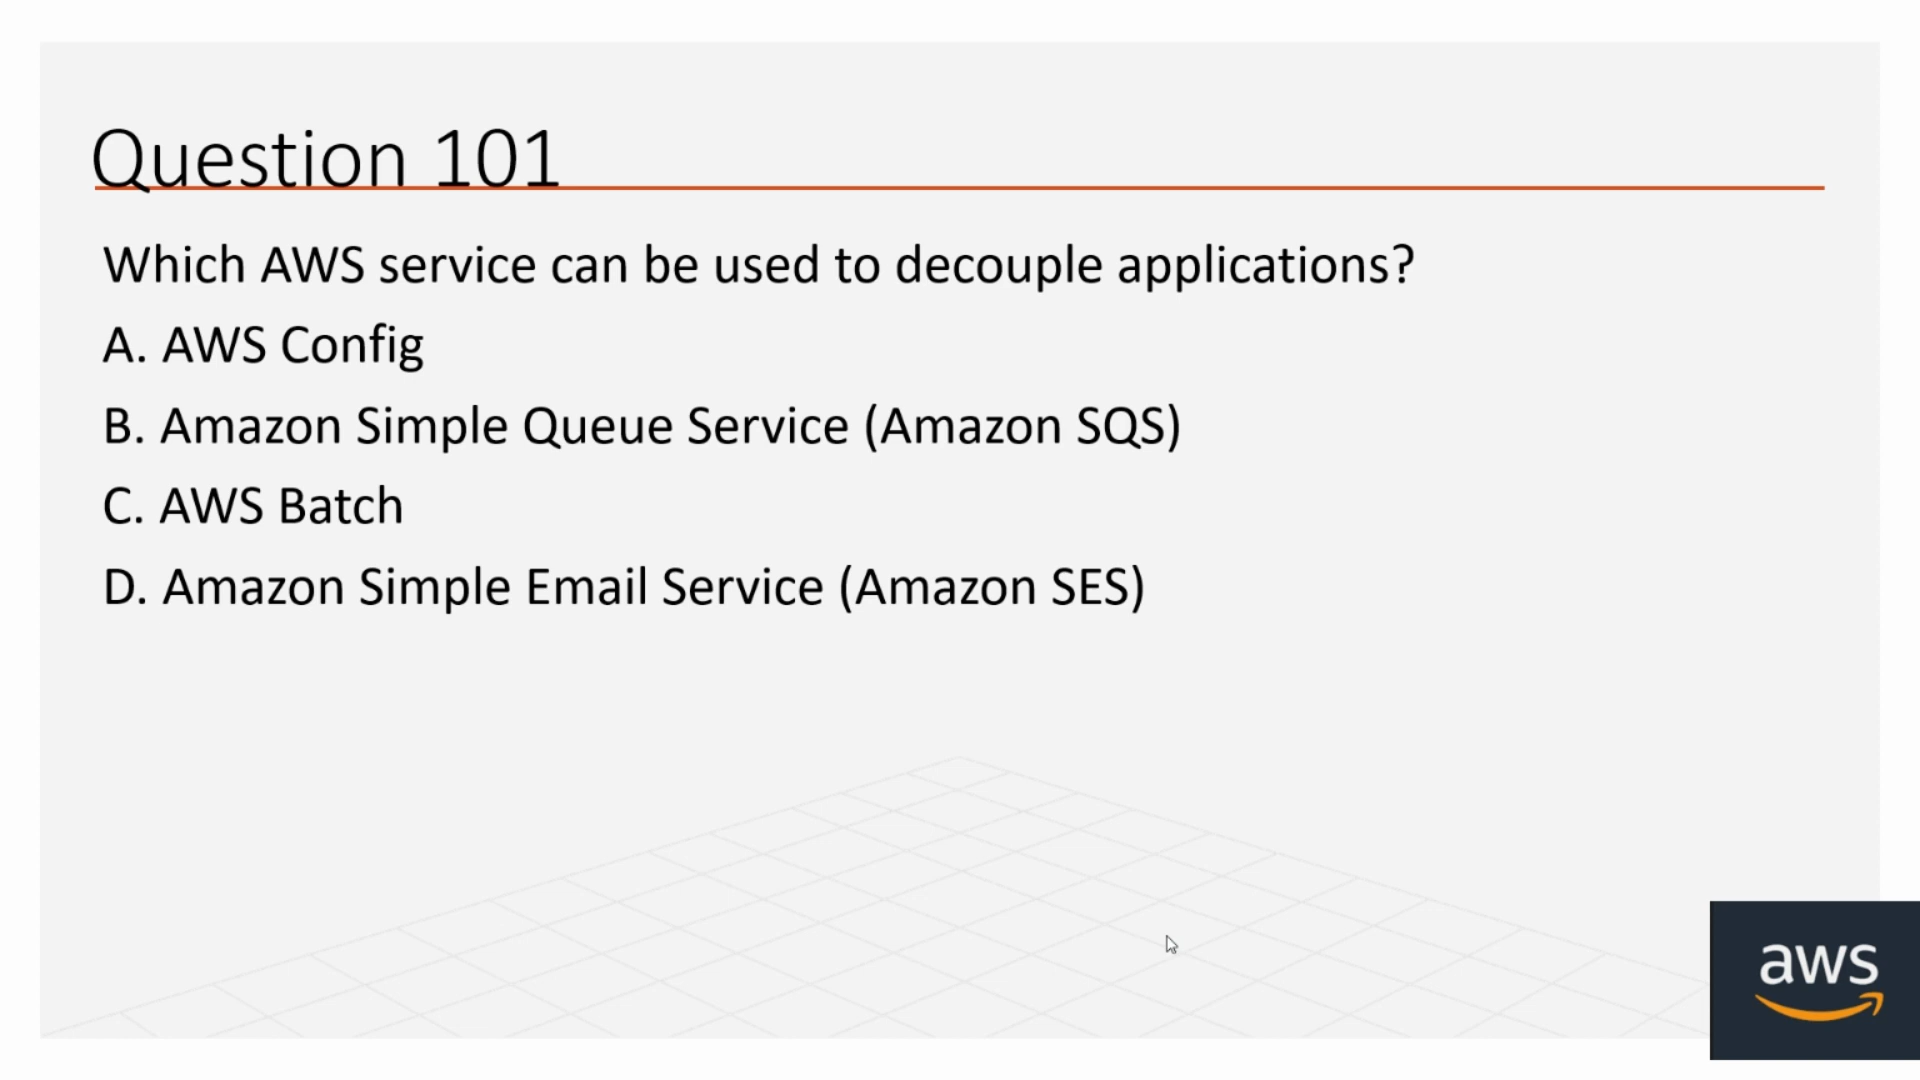 Question 101
Which AWS service can be used to decouple applications?
A. AWS Config
B. Amazon Simple Queue Service (Amazon SQS)
C. AWS Batch
D. Amazon Simple Email Service (Amazon SES)
aws